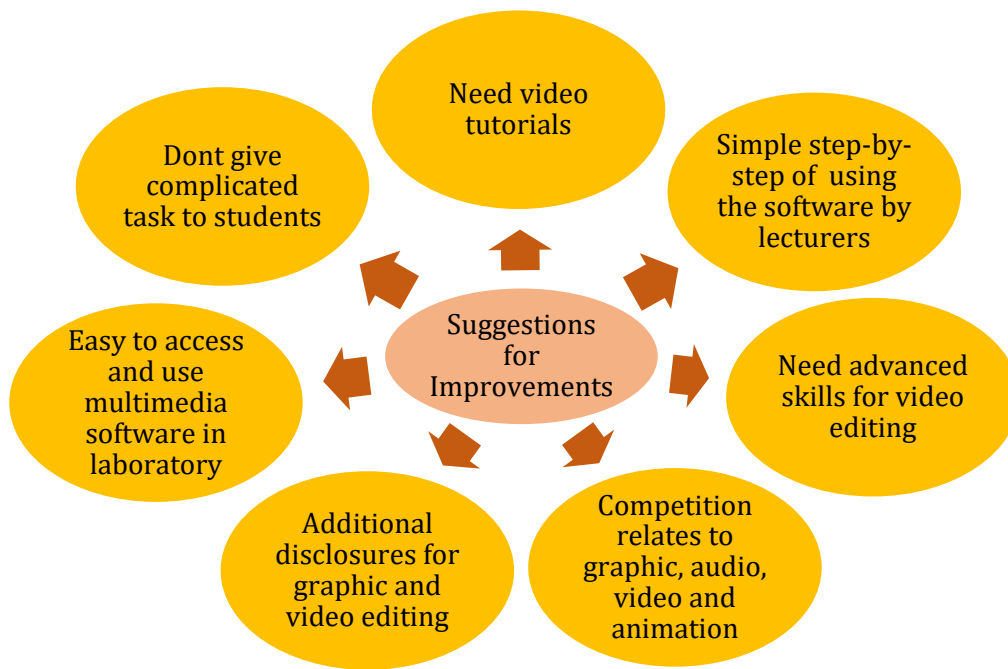 Need video
tutorials
Simple step-by-
step of using
the software by
lecturers
Need advanced
skills for video
editing
Competition
relates to
graphic, audio,
video and
animation
Additional
disclosures for
graphic and
video editing
Easy to access
and use
multimedia
software in
laboratory
Dont give
complicated
task to students
Suggestions
for
Improvements